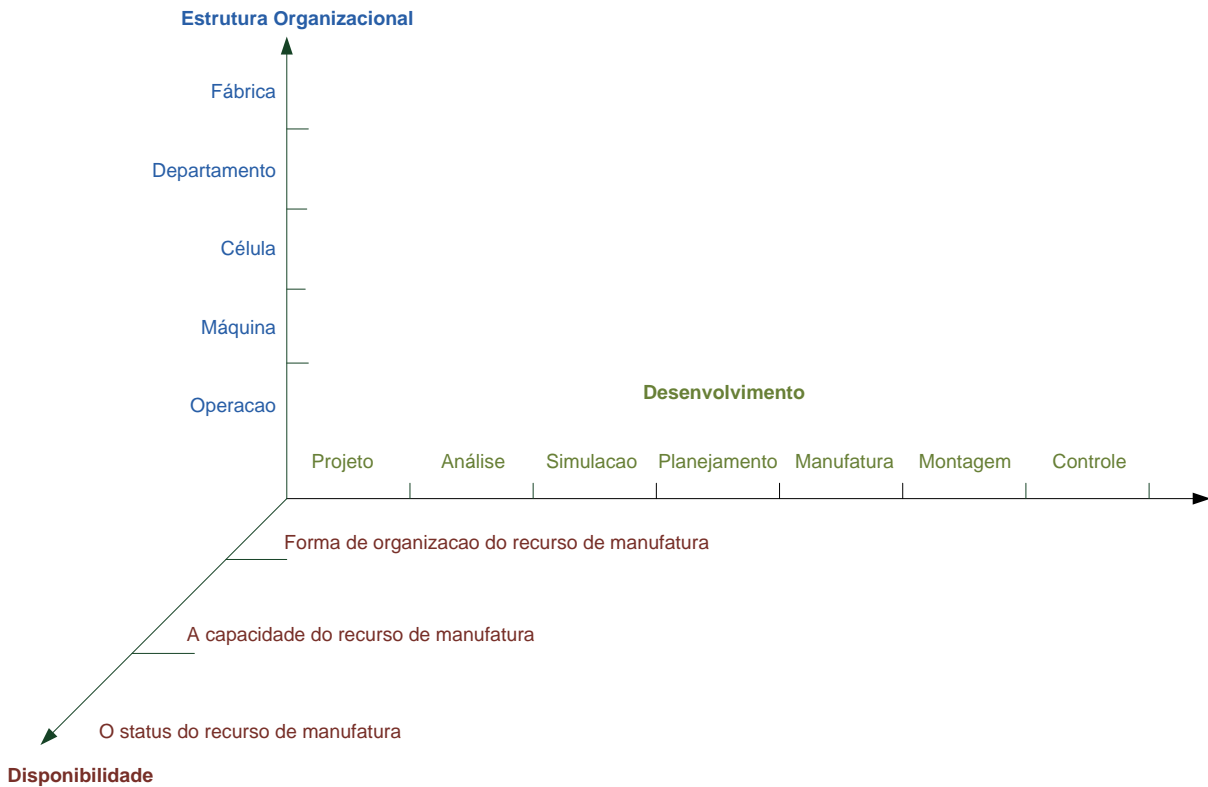 Estrutura Organizacional
Fábrica
Departamento
Célula
Máquina
Operacao
Desenvolvimento
Projeto Análise Simulacao Planejamento Manufatura Montagem Controle
Forma de organizacao do recurso de manufatura
A capacidade do recurso de manufatura
O status do recurso de manufatura
Disponibilidade